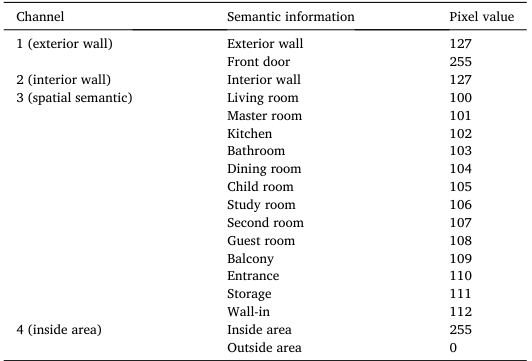 Channel Semantic information Pixel value
1 (exterior wall) Exterior wall 127
Front door 255
2 (interior wall) Interior wall 127
3 (spatial semantic) Living room 100
Master room 101
Kitchen 102
Bathroom 103
Dining room 104
Child room 105
Study room 106
Second room 107
Guest room 108
Balcony 109
Entrance 110
Storage 111
Wall-in 112
4 (inside area) Inside area 255
Outside area 0